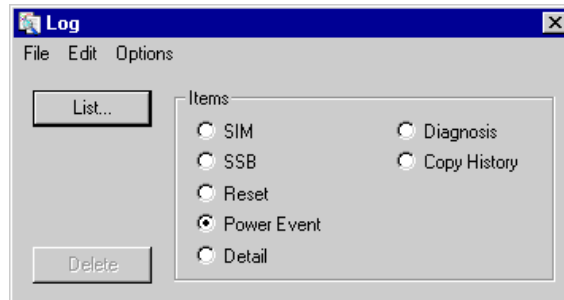 Log
File Edit Options
List...
Items
SIM
Diagnosis
SSB
Copy History
Reset
Power Event
Detail
Delete